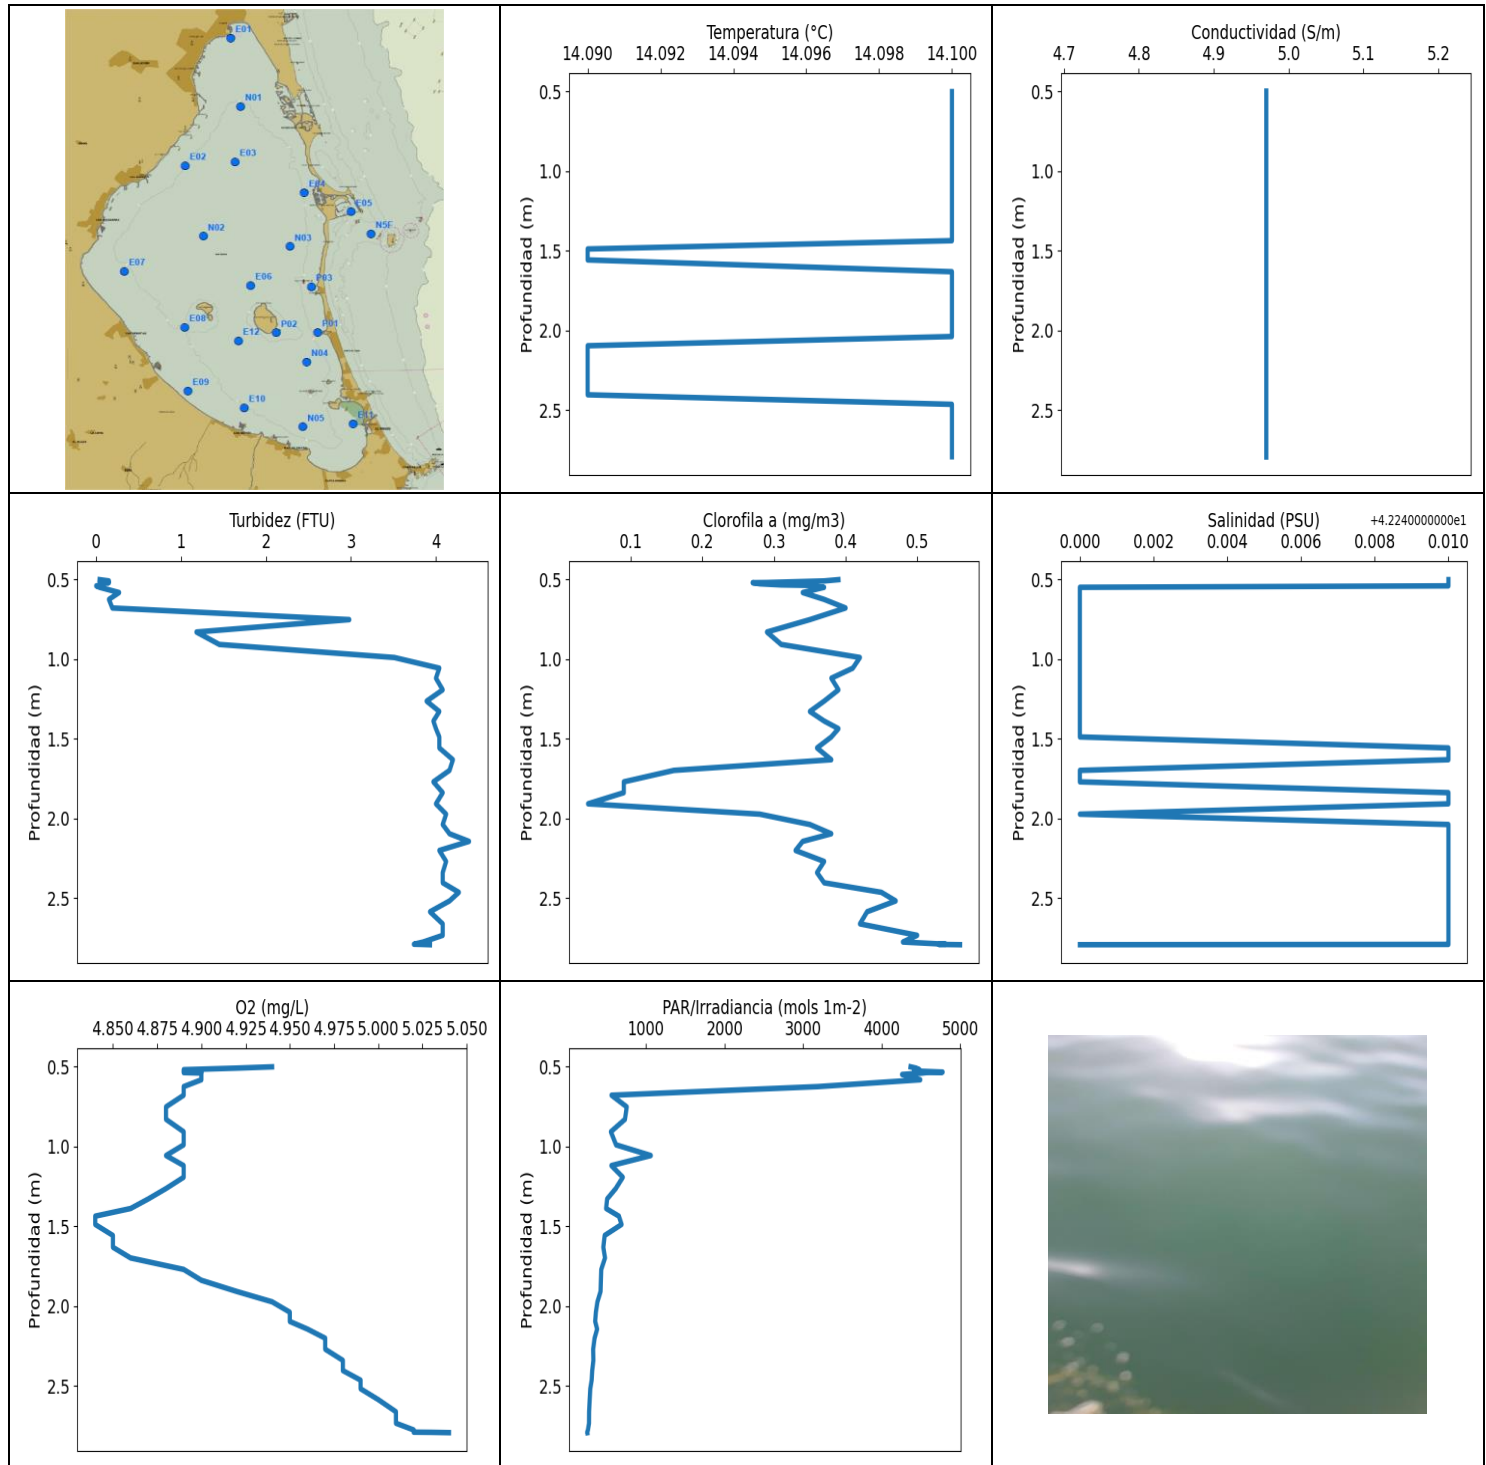 E01
N01
E02
E03
E04
E05
N5F
N02
N03
E07
E06
P03
E08
E12
P02
P01
N04
E09
E10
N05
E11
Temperatura (°C)
14.090 14.092 14.094 14.096 14.098 14.100
Profundidad (m)
0.5
1.0
1.5
2.0
2.5
Conductividad (S/m)
4.7 4.8 4.9 5.0 5.1 5.2
Profundidad (m)
0.5
1.0
1.5
2.0
2.5
Turbidez (FTU)
0 1 2 3 4
Profundidad (m)
0.5
1.0
1.5
2.0
2.5
Clorofila a (mg/m3)
0.1 0.2 0.3 0.4 0.5
Profundidad (m)
0.5
1.0
1.5
2.0
2.5
Salinidad (PSU) +4.2240000000e1
0.000 0.002 0.004 0.006 0.008 0.010
Profundidad (m)
0.5
1.0
1.5
2.0
2.5
O2 (mg/L)
4.850 4.875 4.900 4.925 4.950 4.975 5.000 5.025 5.050
Profundidad (m)
0.5
1.0
1.5
2.0
2.5
PAR/Irradiancia (mols 1m-2)
1000 2000 3000 4000 5000
Profundidad (m)
0.5
1.0
1.5
2.0
2.5